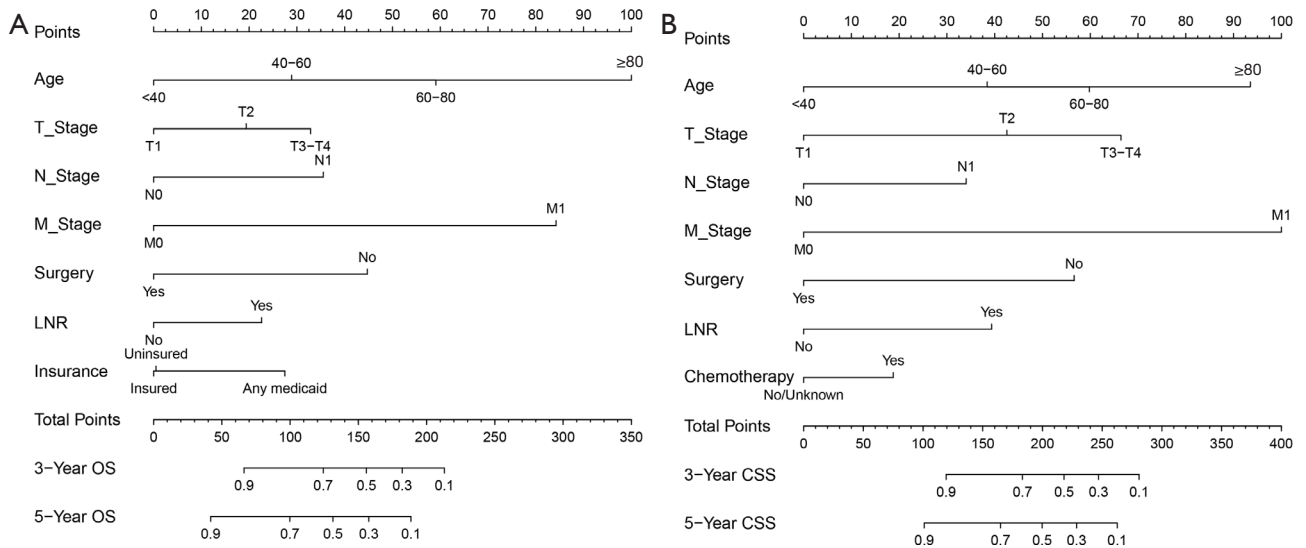 A
Points
0 10 20 30 40 50 60 70 80 90 100
Age
40−60 ≥80
<40 60−80
T_Stage
T2
T1 T3−T4
N_Stage
N1
N0
M_Stage
M1
M0
Surgery
No
Yes
LNR
Yes
No
Insurance
Uninsured
Insured Any medicaid
Total Points
0 50 100 150 200 250 300 350
3−Year OS
0.9 0.7 0.5 0.3 0.1
5−Year OS
0.9 0.7 0.5 0.3 0.1
B
Points
0 10 20 30 40 50 60 70 80 90 100
Age
40−60 ≥80
<40 60−80
T_Stage
T2
T1 T3−T4
N_Stage
N1
N0
M_Stage
M1
M0
Surgery
No
Yes
LNR
Yes
No
Chemotherapy
Yes
No/Unknown
Total Points
0 50 100 150 200 250 300 350 400
3−Year CSS
0.9 0.7 0.5 0.3 0.1
5−Year CSS
0.9 0.7 0.5 0.3 0.1